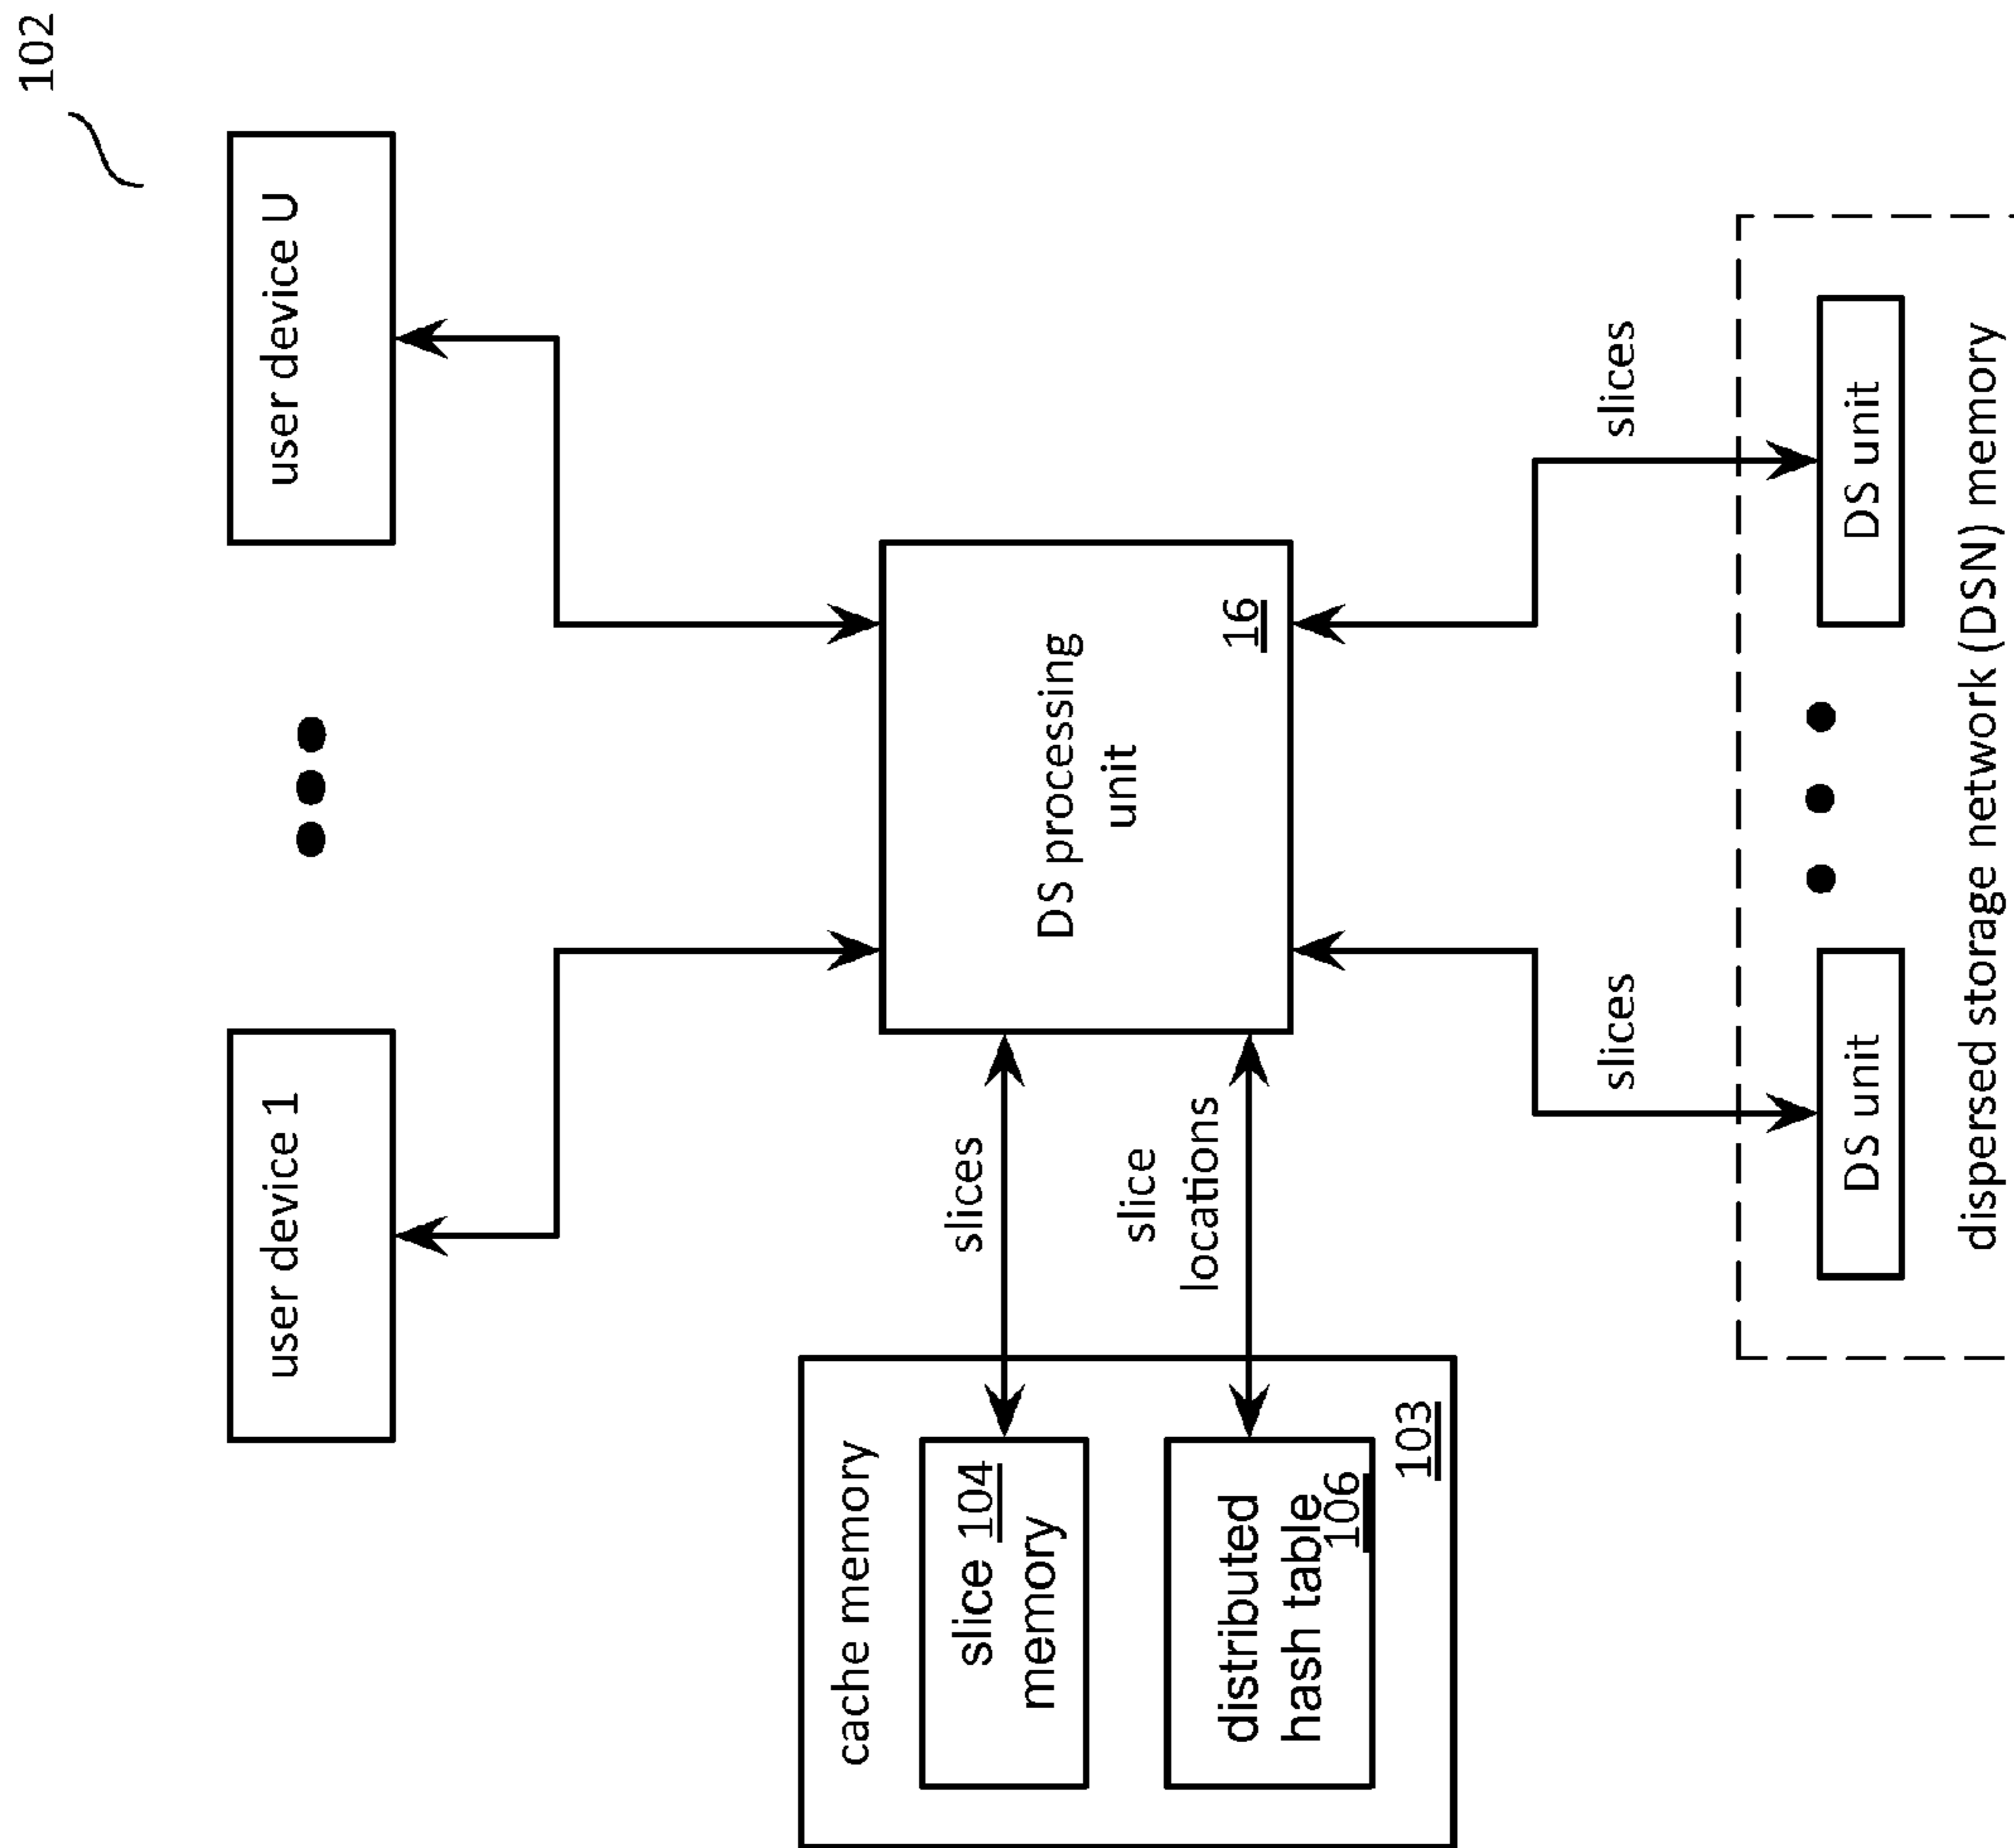 102
user device 1
user device U
cache memory
slice 104
memory
distributed
hash table
106
103
slices
slice
locations
DS processing
unit
16
slices
slices
DS unit
DS unit
dispersed storage network (DSN) memory